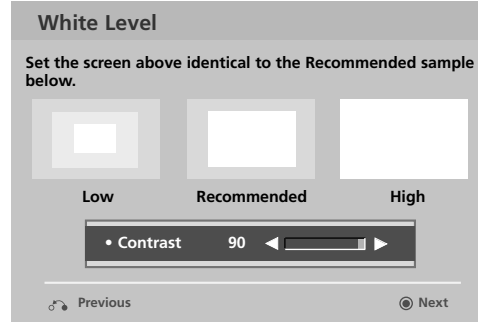 White Level
Set the screen above identical to the Recommended sample
below.
Low Recommended High
• Contrast 90
Previous Next